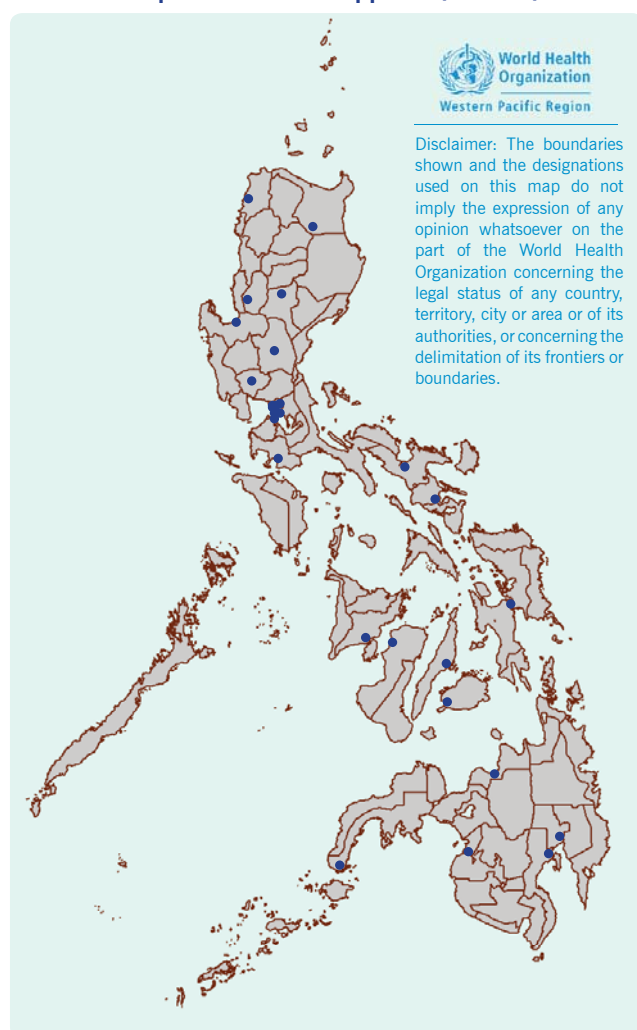 World Health
Organization
Western Pacific Region
Disclaimer: The boundaries
shown and the designations
used on this map do not
imply the expression of any
opinion whatsoever on the
part of the World Health
Organization concerning the
legal status of any country,
territory, city or area or of its
authorities, or concerning the
delimitation of its frontiers or
boundaries.